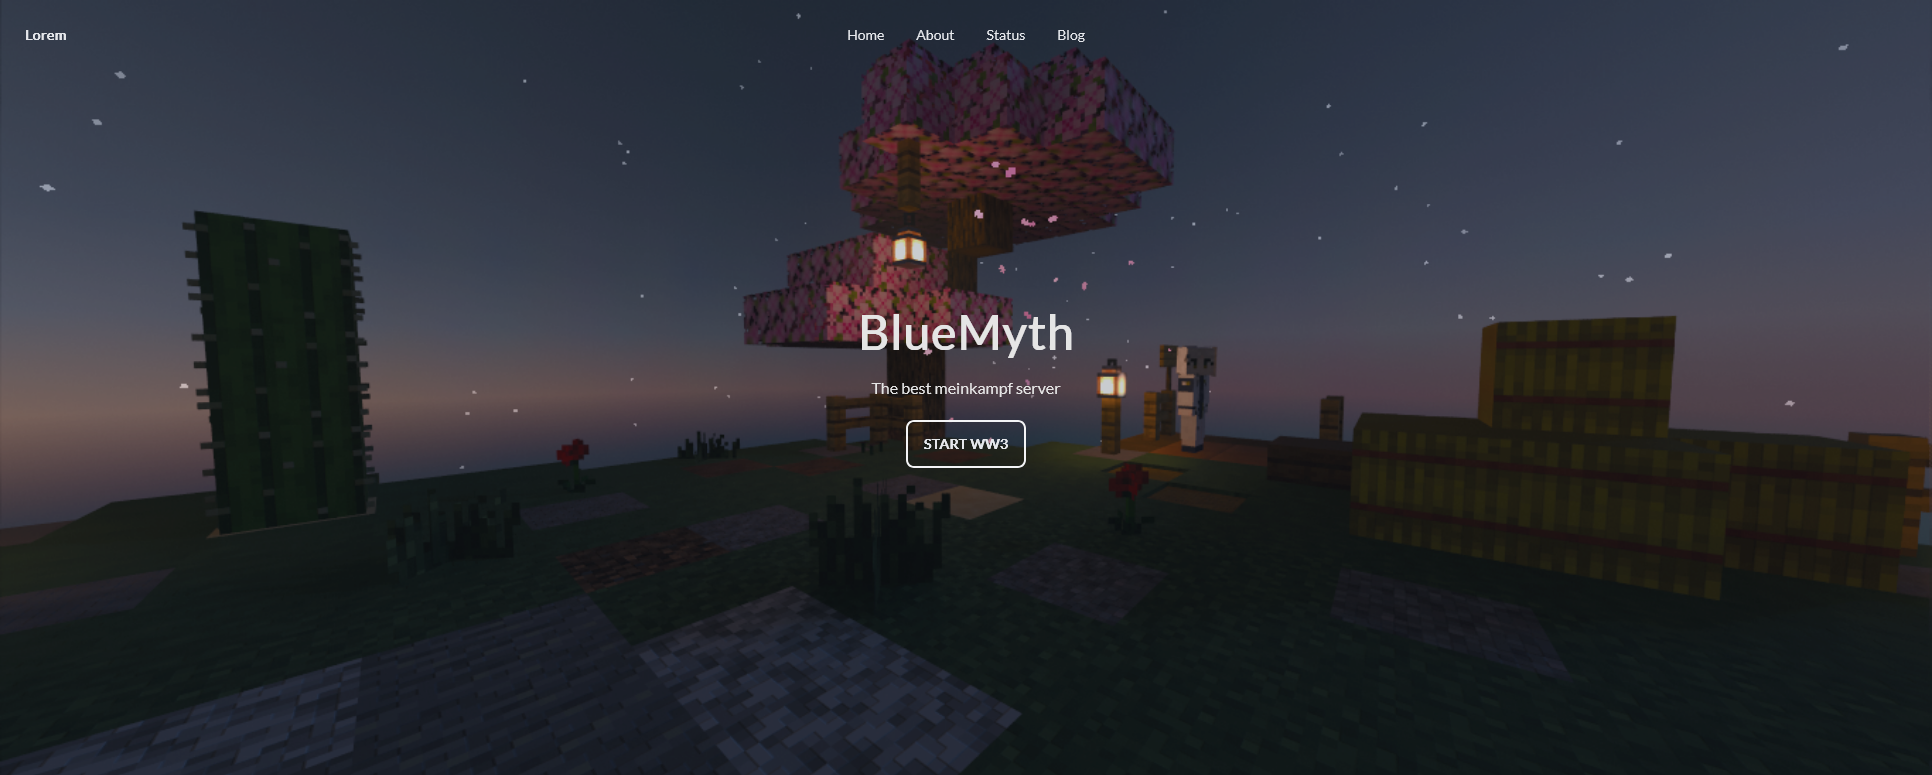 Lorem
Home About Status Blog
BlueMyth
The best meinkampf server
START WW3